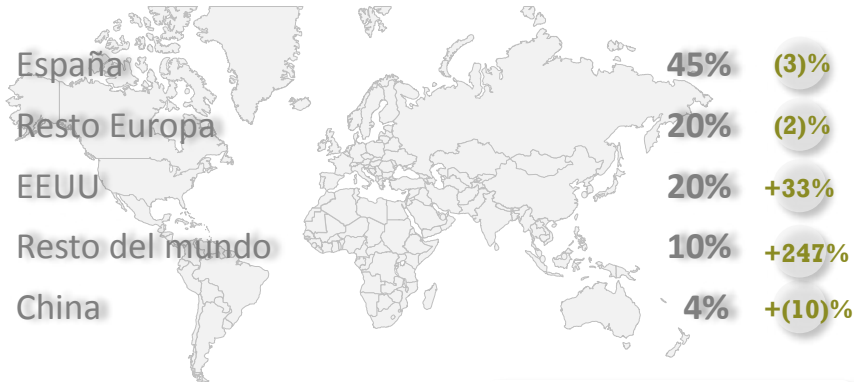 España 45% (3)%
Resto Europa 20% (2)%
EEUU 20% +33%
Resto del mundo 10% +247%
China 4% +(10)%